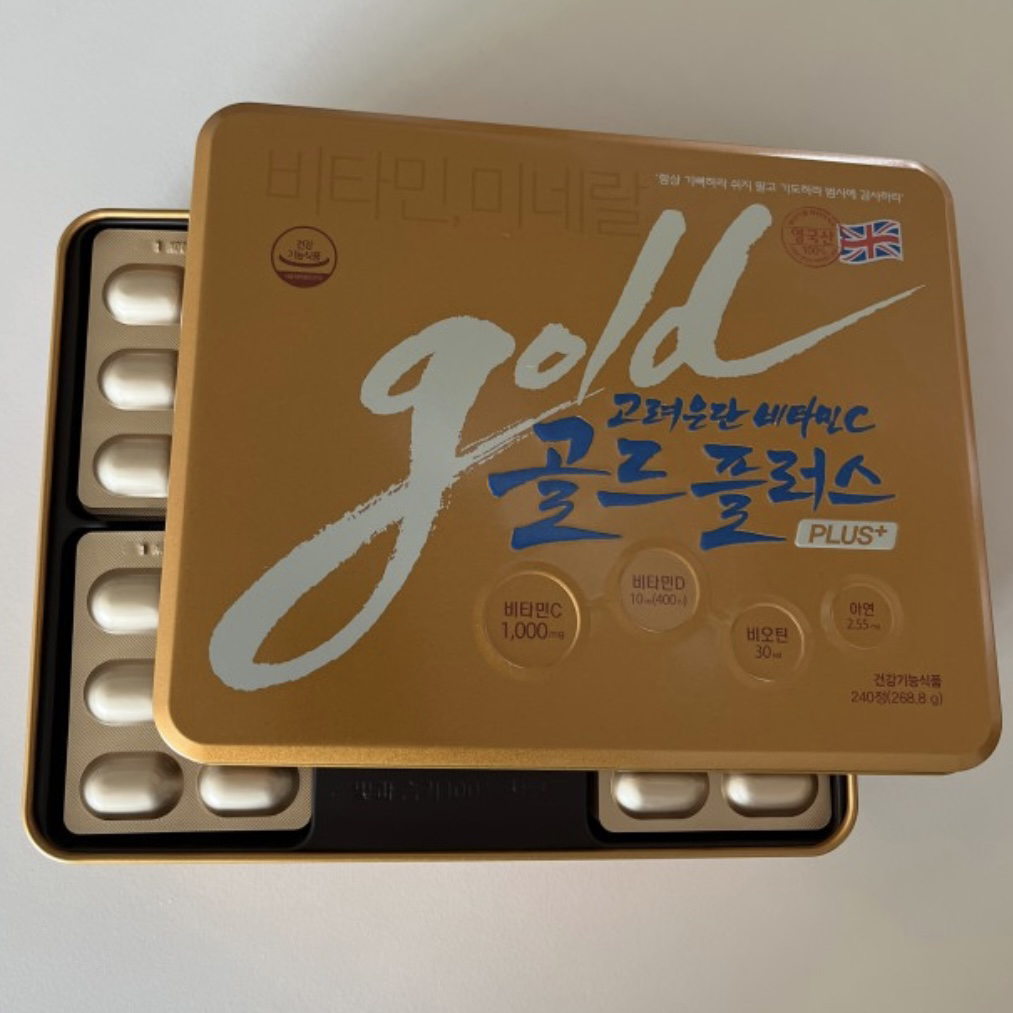 비타민, 미네랄
'항상 기뻐하라 쉬지 말고 기도하라 범사에 감사하라'
건강
기능식품
영국산
100%
gold
고려은단 비타민C
골드 플러스
PLUS+
비타민C
1,000mg
비타민D
비오틴
30
아연
2.55
건강기능식품
240정(268.8 g)